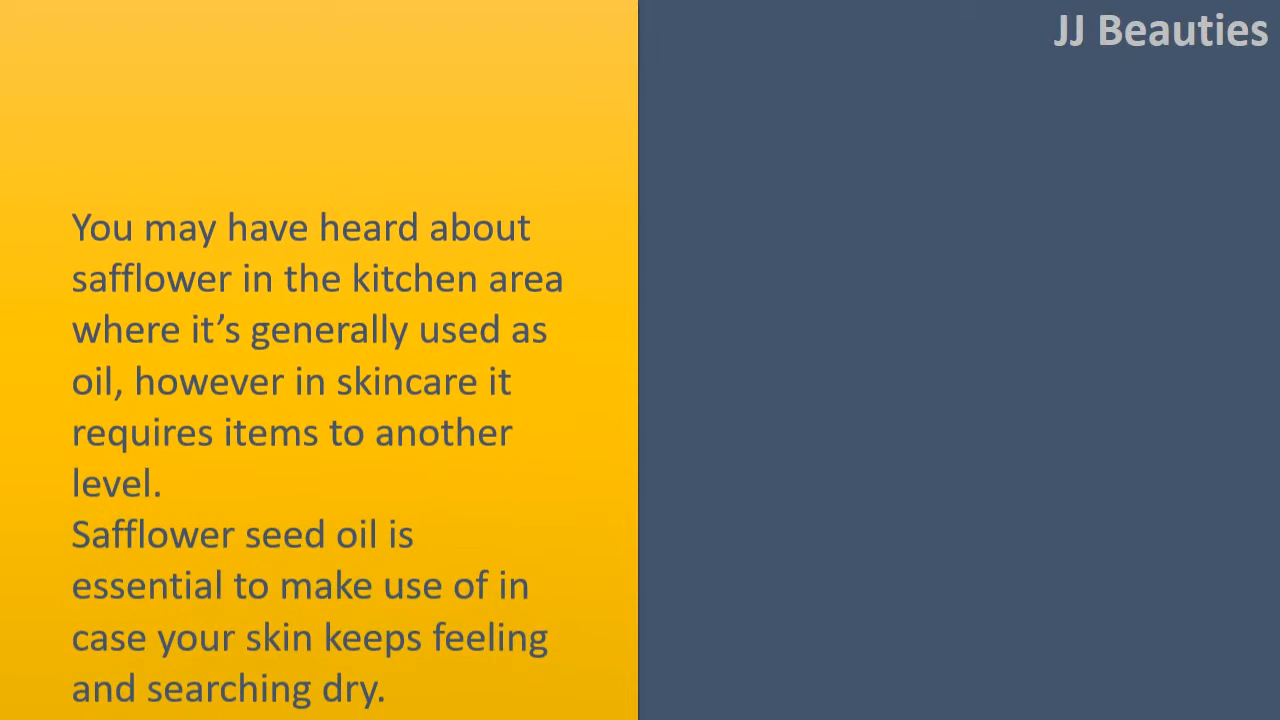 JJ Beauties
You may have heard about
safflower in the kitchen area
where it’s generally used as
oil, however in skincare it
requires items to another
level.
Safflower seed oil is
essential to make use of in
case your skin keeps feeling
and searching dry.